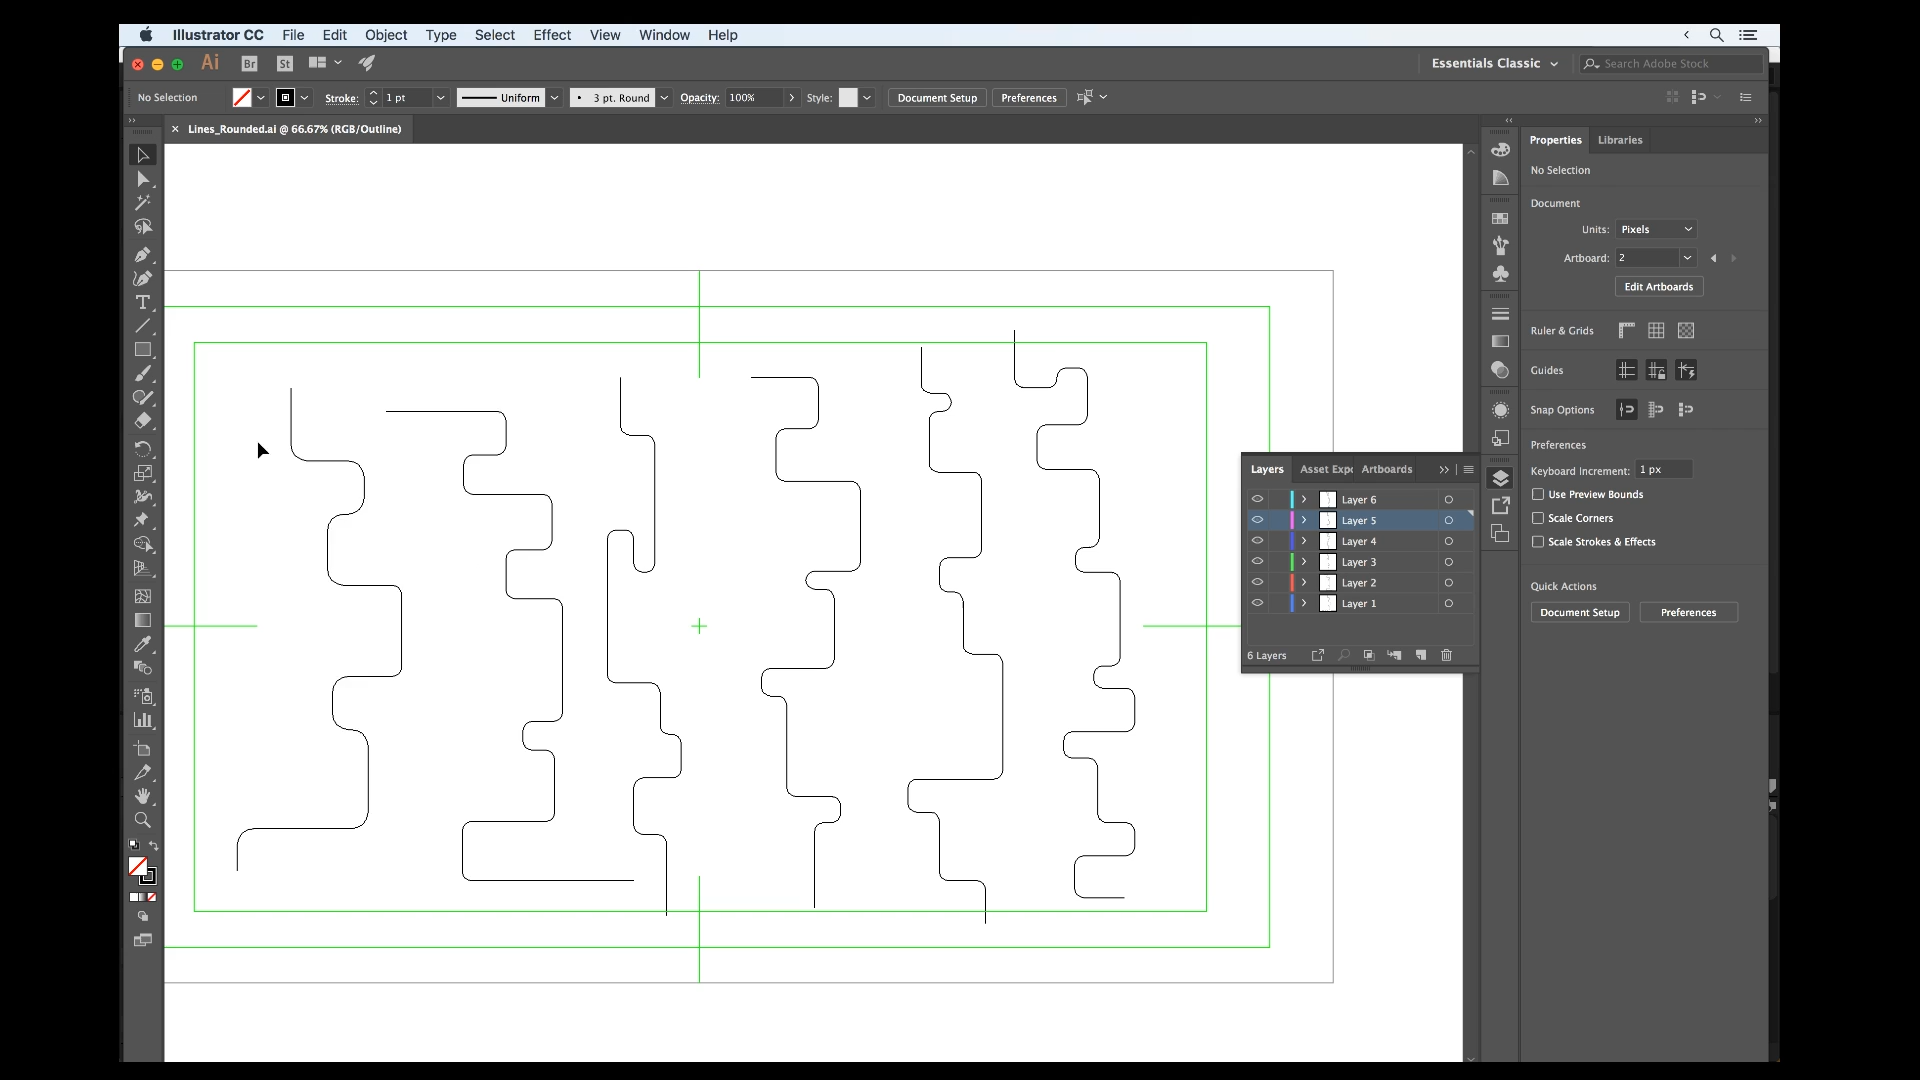 Illustrator CC File Edit Object Type Select Effect View Window Help
Ai Br St Essentials Classic Search Adobe Stock
No Selection Stroke: 1 pt Uniform 3 pt. Round Opacity: 100% Style: Document Setup Preferences
Lines_Rounded.ai @ 66.67% (RGB/Outline)
Properties Libraries
No Selection
Document
Units: Pixels
Artboard: 2
Edit Artboards
Ruler & Grids
Guides
Snap Options
Preferences
Keyboard Increment: 1 px
Use Preview Bounds
Scale Corners
Scale Strokes & Effects
Quick Actions
Document Setup Preferences
Layers Asset Expo Artboards
Layer 6
Layer 5
Layer 4
Layer 3
Layer 2
Layer 1
6 Layers